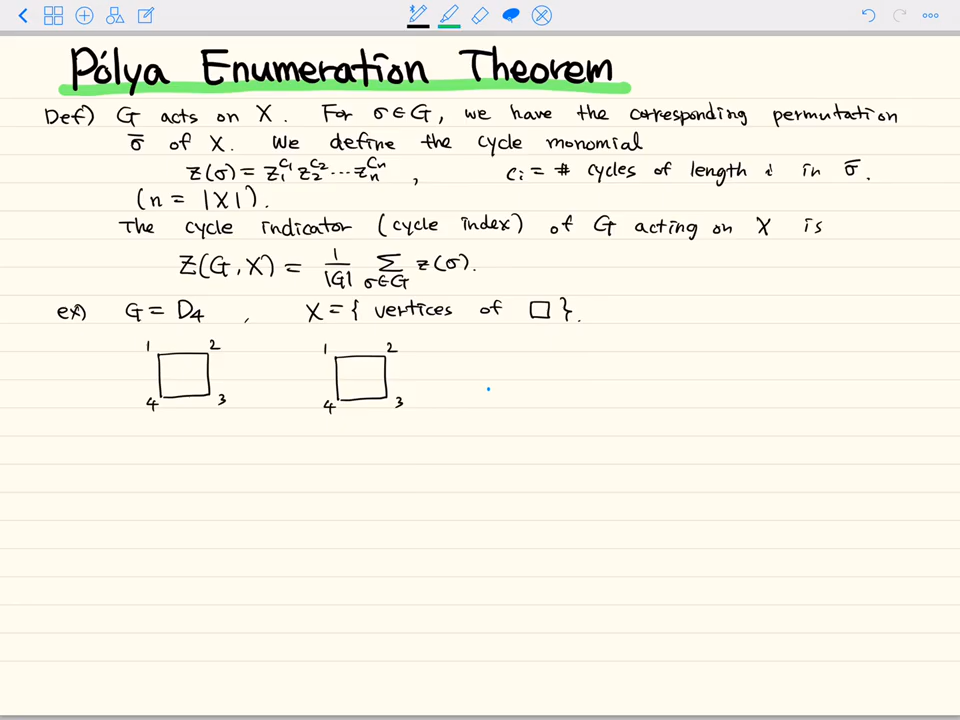 Pólya Enumeration Theorem
Def) G acts on X. For σ∈G, we have the corresponding permutation
σ̅ of X. We define the cycle monomial
z(σ) = z₁^c₁ z₂^c₂ ⋯ zₙ^cₙ , cᵢ = # cycles of length i in σ̅.
(n = |X|).
The cycle indicator (cycle index) of G acting on X is
Z(G,X) = 1/|G| Σ_{σ∈G} z(σ).
ex) G = D₄ , X = { vertices of □ }.
1 2 1 2
4 3 4 3